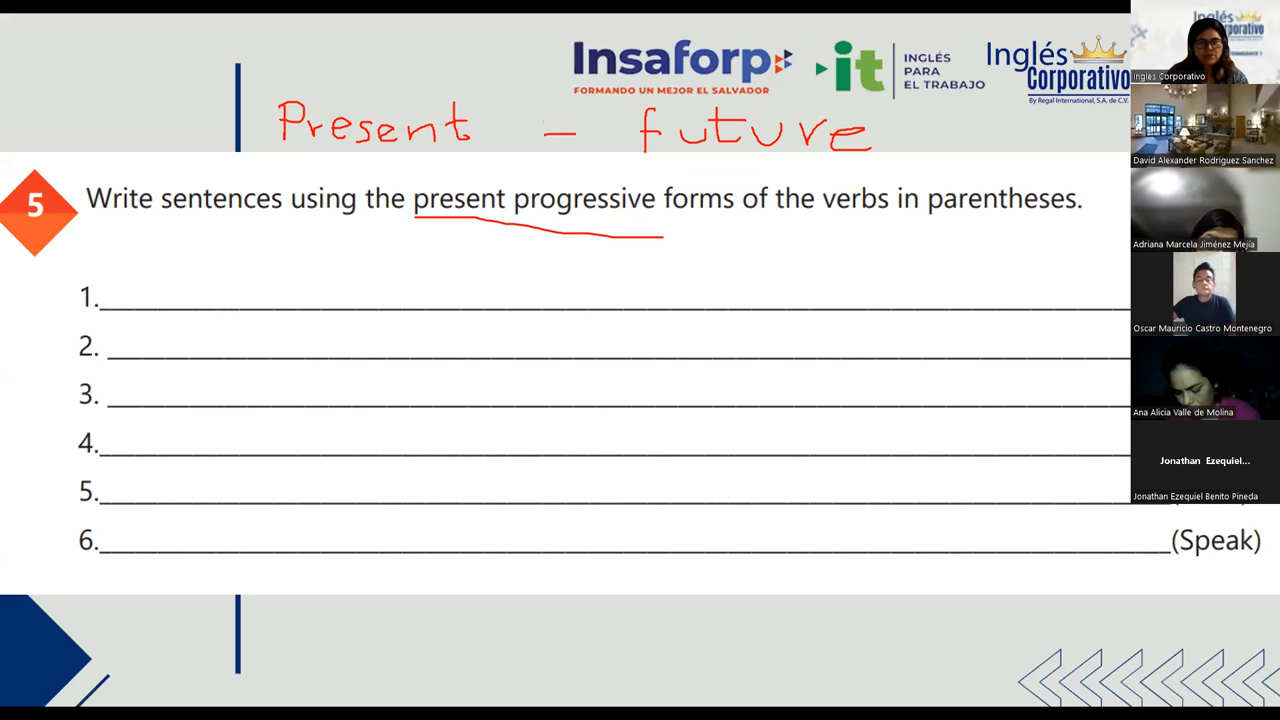 Insaforp
FORMANDO UN MEJOR EL SALVADOR
it
INGLÉS
PARA
EL TRABAJO
Inglés
Corporativo
By Regal International, S.A. de C.V.
Present - future
5
Write sentences using the present progressive forms of the verbs in parentheses.
1.
2.
3.
4.
5.
6. (Speak)
Inglés
Corporativo
Ingles Corporativo
David Alexander Rodriguez Sanchez
Adriana Marcela Jiménez Mejía
Oscar Mauricio Castro Montenegro
Ana Alicia Valle de Molina
Jonathan Ezequiel...
Jonathan Ezequiel Benito Pineda